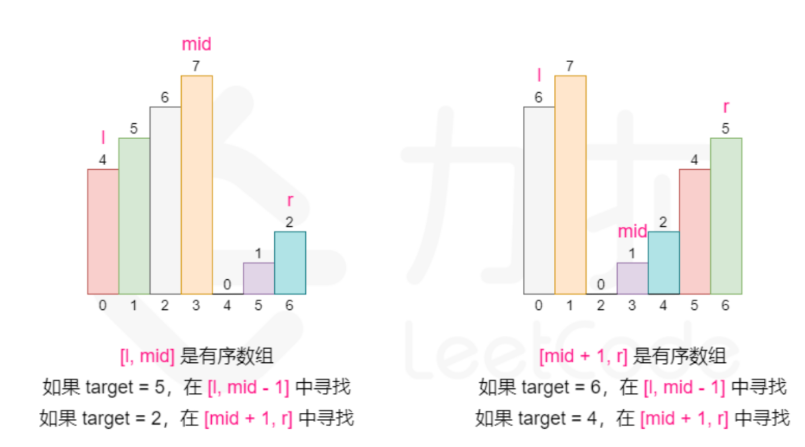 mid
7
6
l
5
4
r
2
1
0
0 1 2 3 4 5 6
[l, mid] 是有序数组
如果 target = 5，在 [l, mid - 1] 中寻找
如果 target = 2，在 [mid + 1, r] 中寻找
l
7
6
r
5
4
mid
2
1
0
0 1 2 3 4 5 6
[mid + 1, r] 是有序数组
如果 target = 6，在 [l, mid - 1] 中寻找
如果 target = 4，在 [mid + 1, r] 中寻找
力扣
LeetCode